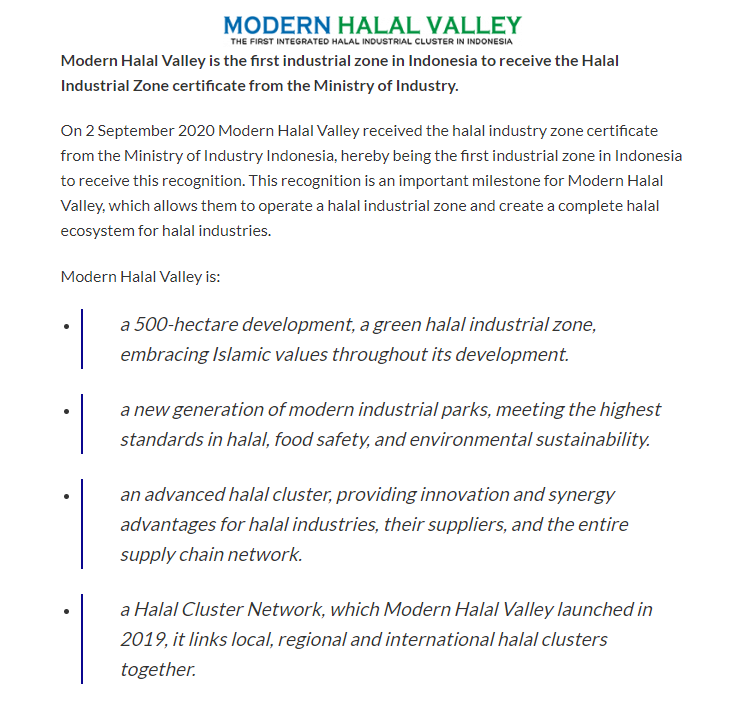 MODERN HALAL VALLEY
THE FIRST INTEGRATED HALAL INDUSTRIAL CLUSTER IN INDONESIA
Modern Halal Valley is the first industrial zone in Indonesia to receive the Halal
Industrial Zone certificate from the Ministry of Industry.
On 2 September 2020 Modern Halal Valley received the halal industry zone certificate
from the Ministry of Industry Indonesia, hereby being the first industrial zone in Indonesia
to receive this recognition. This recognition is an important milestone for Modern Halal
Valley, which allows them to operate a halal industrial zone and create a complete halal
ecosystem for halal industries.
Modern Halal Valley is:
• a 500-hectare development, a green halal industrial zone,
embracing Islamic values throughout its development.
• a new generation of modern industrial parks, meeting the highest
standards in halal, food safety, and environmental sustainability.
• an advanced halal cluster, providing innovation and synergy
advantages for halal industries, their suppliers, and the entire
supply chain network.
• a Halal Cluster Network, which Modern Halal Valley launched in
2019, it links local, regional and international halal clusters
together.